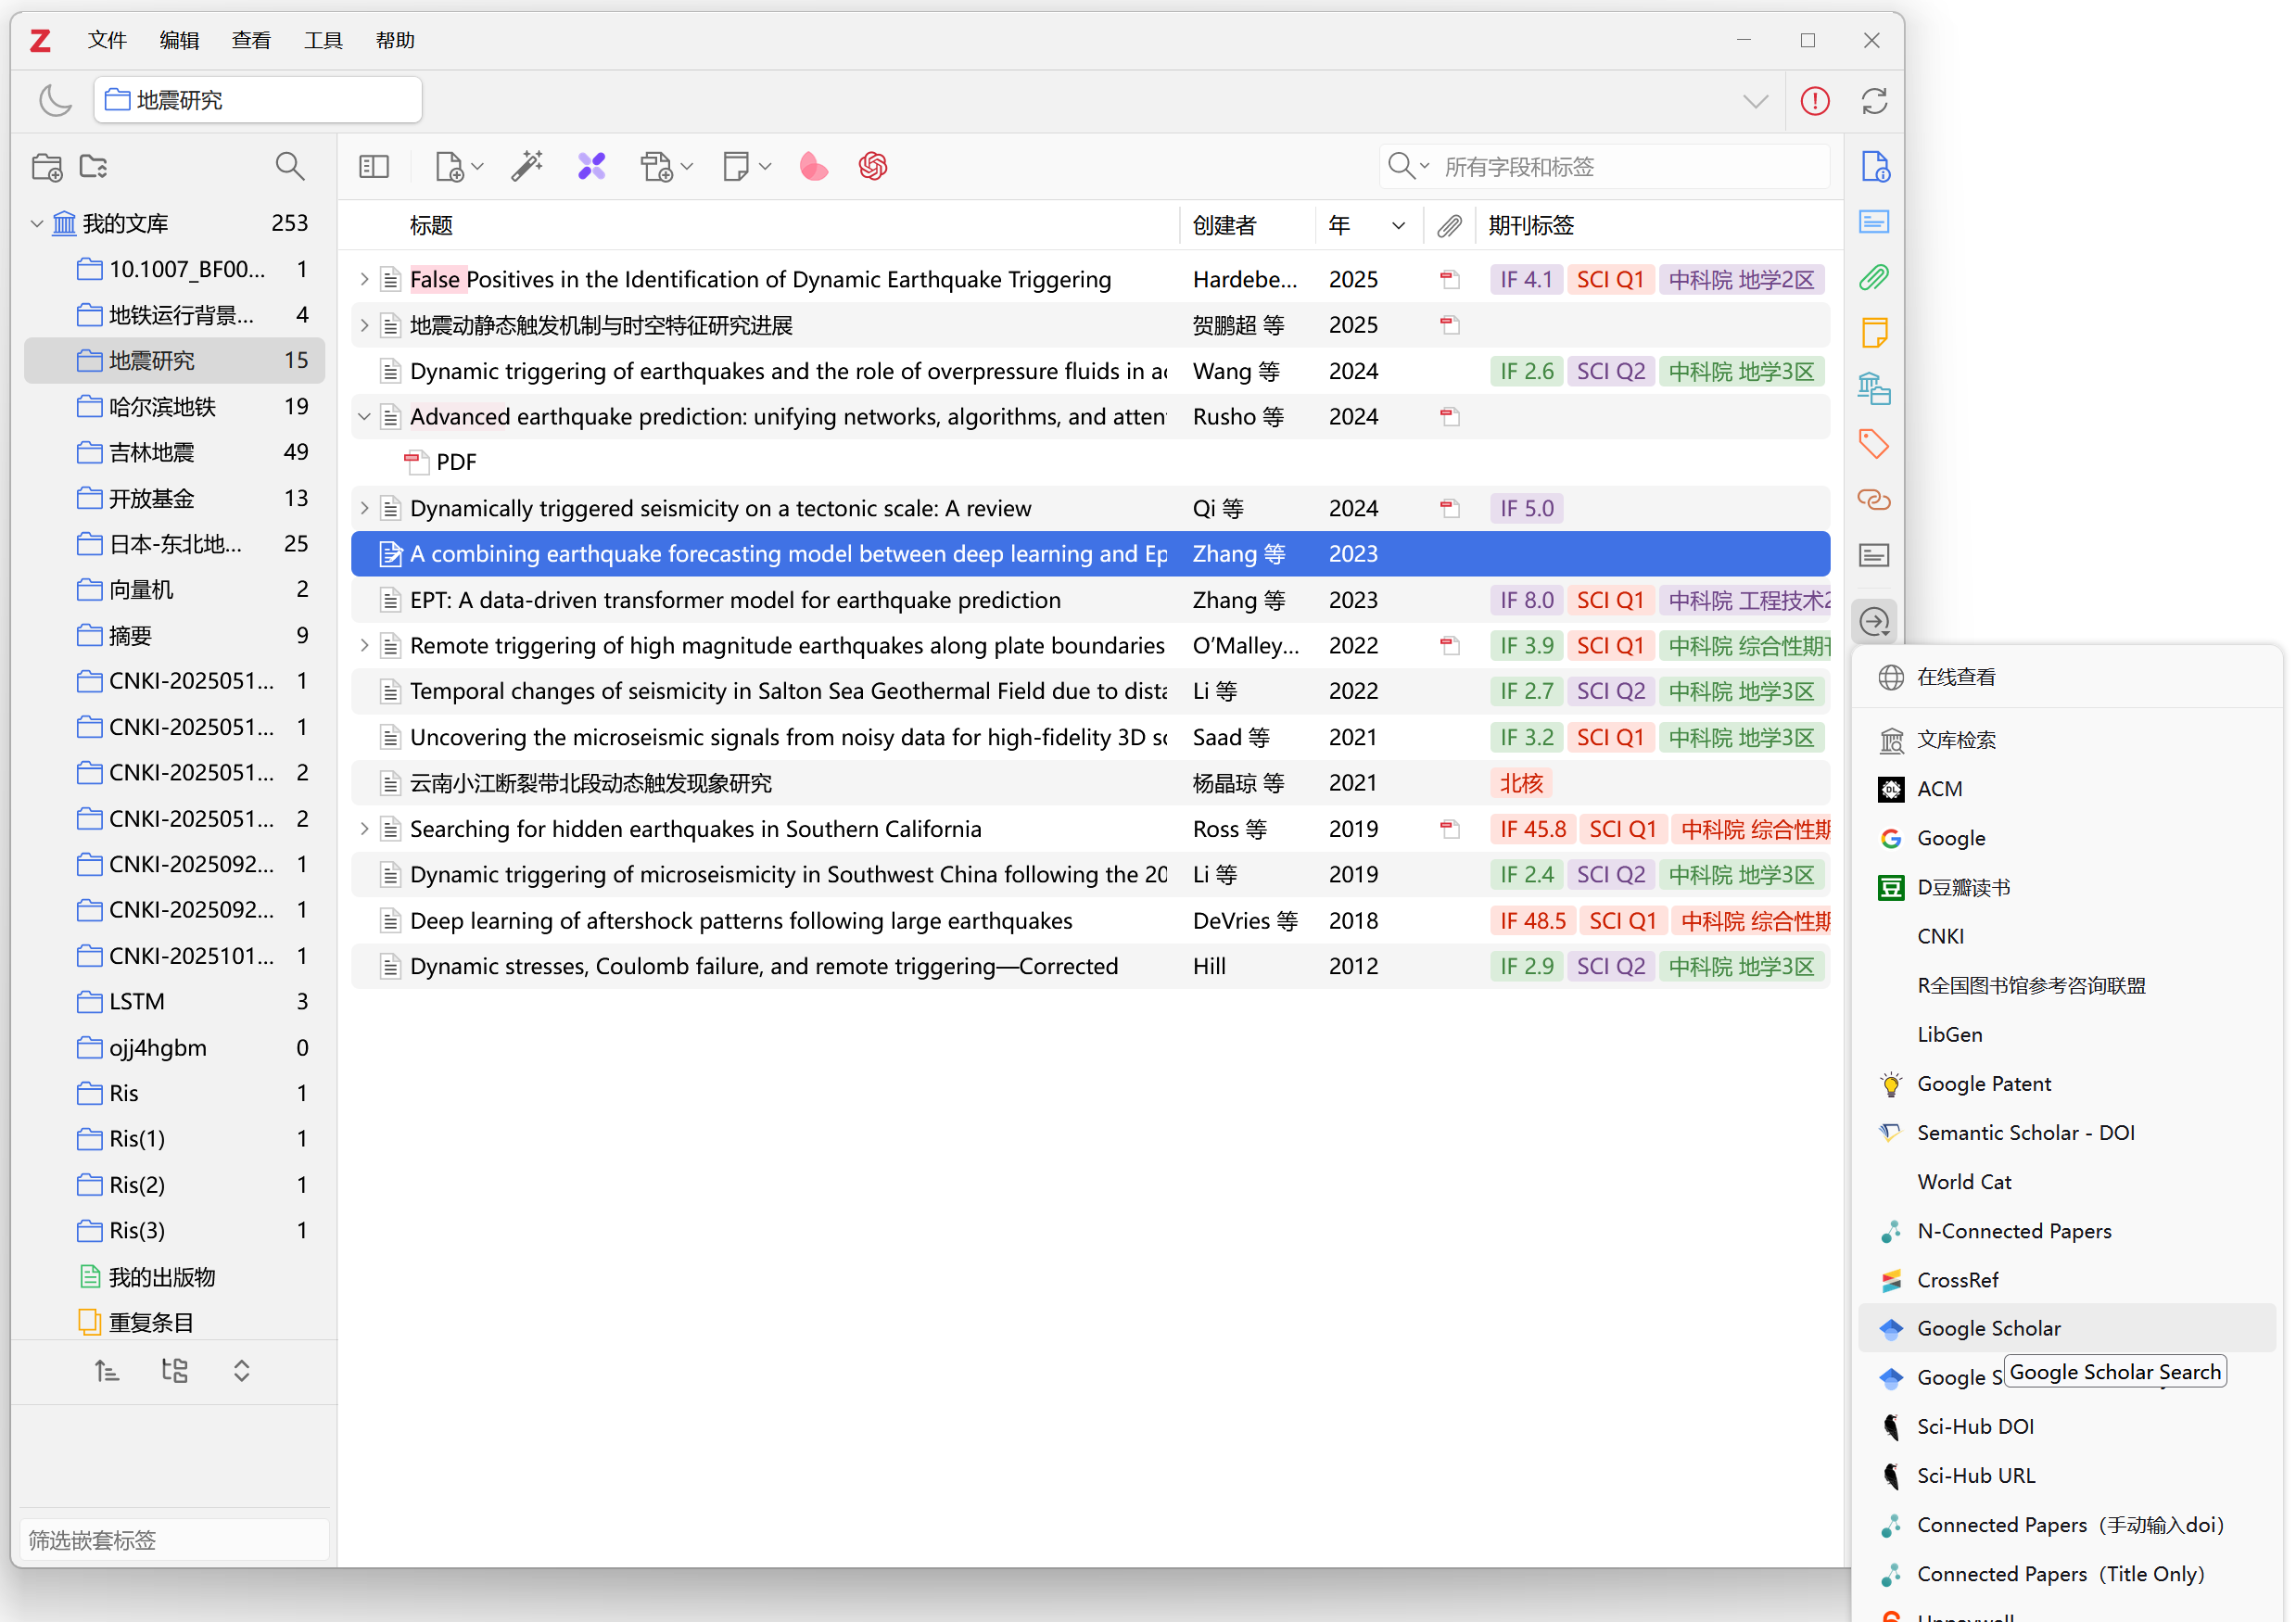 Z 文件 编辑 查看 工具 帮助
地震研究
所有字段和标签
我的文库 253
10.1007_BF00... 1
地铁运行背景... 4
地震研究 15
哈尔滨地铁 19
吉林地震 49
开放基金 13
日本-东北地... 25
向量机 2
摘要 9
CNKI-2025051... 1
CNKI-2025051... 1
CNKI-2025051... 2
CNKI-2025051... 2
CNKI-2025092... 1
CNKI-2025092... 1
CNKI-2025101... 1
LSTM 3
ojj4hgbm 0
Ris 1
Ris(1) 1
Ris(2) 1
Ris(3) 1
我的出版物
重复条目
筛选嵌套标签
标题 创建者 年 期刊标签
False Positives in the Identification of Dynamic Earthquake Triggering Hardebe... 2025 IF 4.1 SCI Q1 中科院 地学2区
地震动静态触发机制与时空特征研究进展 贺鹏超 等 2025
Dynamic triggering of earthquakes and the role of overpressure fluids in ac Wang 等 2024 IF 2.6 SCI Q2 中科院 地学3区
Advanced earthquake prediction: unifying networks, algorithms, and atten Rusho 等 2024
PDF
Dynamically triggered seismicity on a tectonic scale: A review Qi 等 2024 IF 5.0
A combining earthquake forecasting model between deep learning and Ep Zhang 等 2023
EPT: A data-driven transformer model for earthquake prediction Zhang 等 2023 IF 8.0 SCI Q1 中科院 工程技术2
Remote triggering of high magnitude earthquakes along plate boundaries O’Malley... 2022 IF 3.9 SCI Q1 中科院 综合性期刊
Temporal changes of seismicity in Salton Sea Geothermal Field due to dista Li 等 2022 IF 2.7 SCI Q2 中科院 地学3区
Uncovering the microseismic signals from noisy data for high-fidelity 3D sc Saad 等 2021 IF 3.2 SCI Q1 中科院 地学3区
云南小江断裂带北段动态触发现象研究 杨晶琼 等 2021 北核
Searching for hidden earthquakes in Southern California Ross 等 2019 IF 45.8 SCI Q1 中科院 综合性期
Dynamic triggering of microseismicity in Southwest China following the 20 Li 等 2019 IF 2.4 SCI Q2 中科院 地学3区
Deep learning of aftershock patterns following large earthquakes DeVries 等 2018 IF 48.5 SCI Q1 中科院 综合性期
Dynamic stresses, Coulomb failure, and remote triggering—Corrected Hill 2012 IF 2.9 SCI Q2 中科院 地学3区
在线查看
文库检索
ACM
Google
D豆瓣读书
CNKI
R全国图书馆参考咨询联盟
LibGen
Google Patent
Semantic Scholar - DOI
World Cat
N-Connected Papers
CrossRef
Google Scholar
Google S
Google Scholar Search
Sci-Hub DOI
Sci-Hub URL
Connected Papers（手动输入doi）
Connected Papers（Title Only）